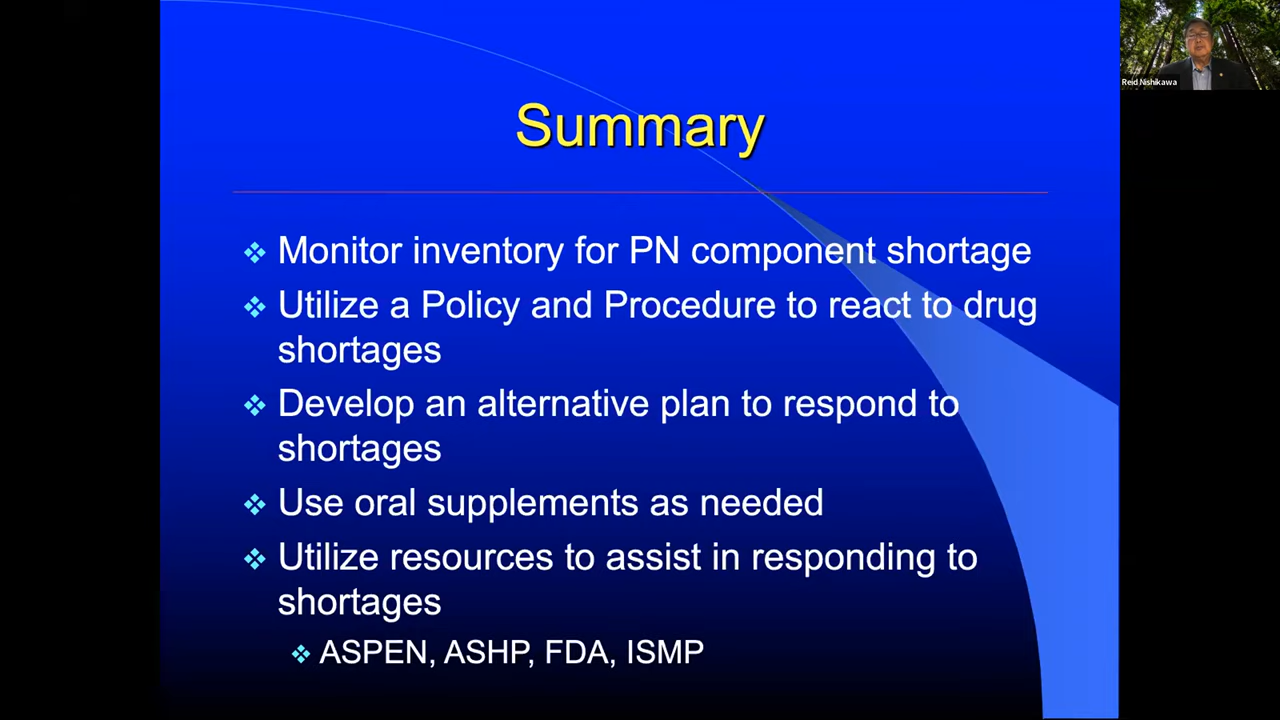 Summary
Monitor inventory for PN component shortage
Utilize a Policy and Procedure to react to drug
shortages
Develop an alternative plan to respond to
shortages
Use oral supplements as needed
Utilize resources to assist in responding to
shortages
ASPEN, ASHP, FDA, ISMP
Reid Nishikawa